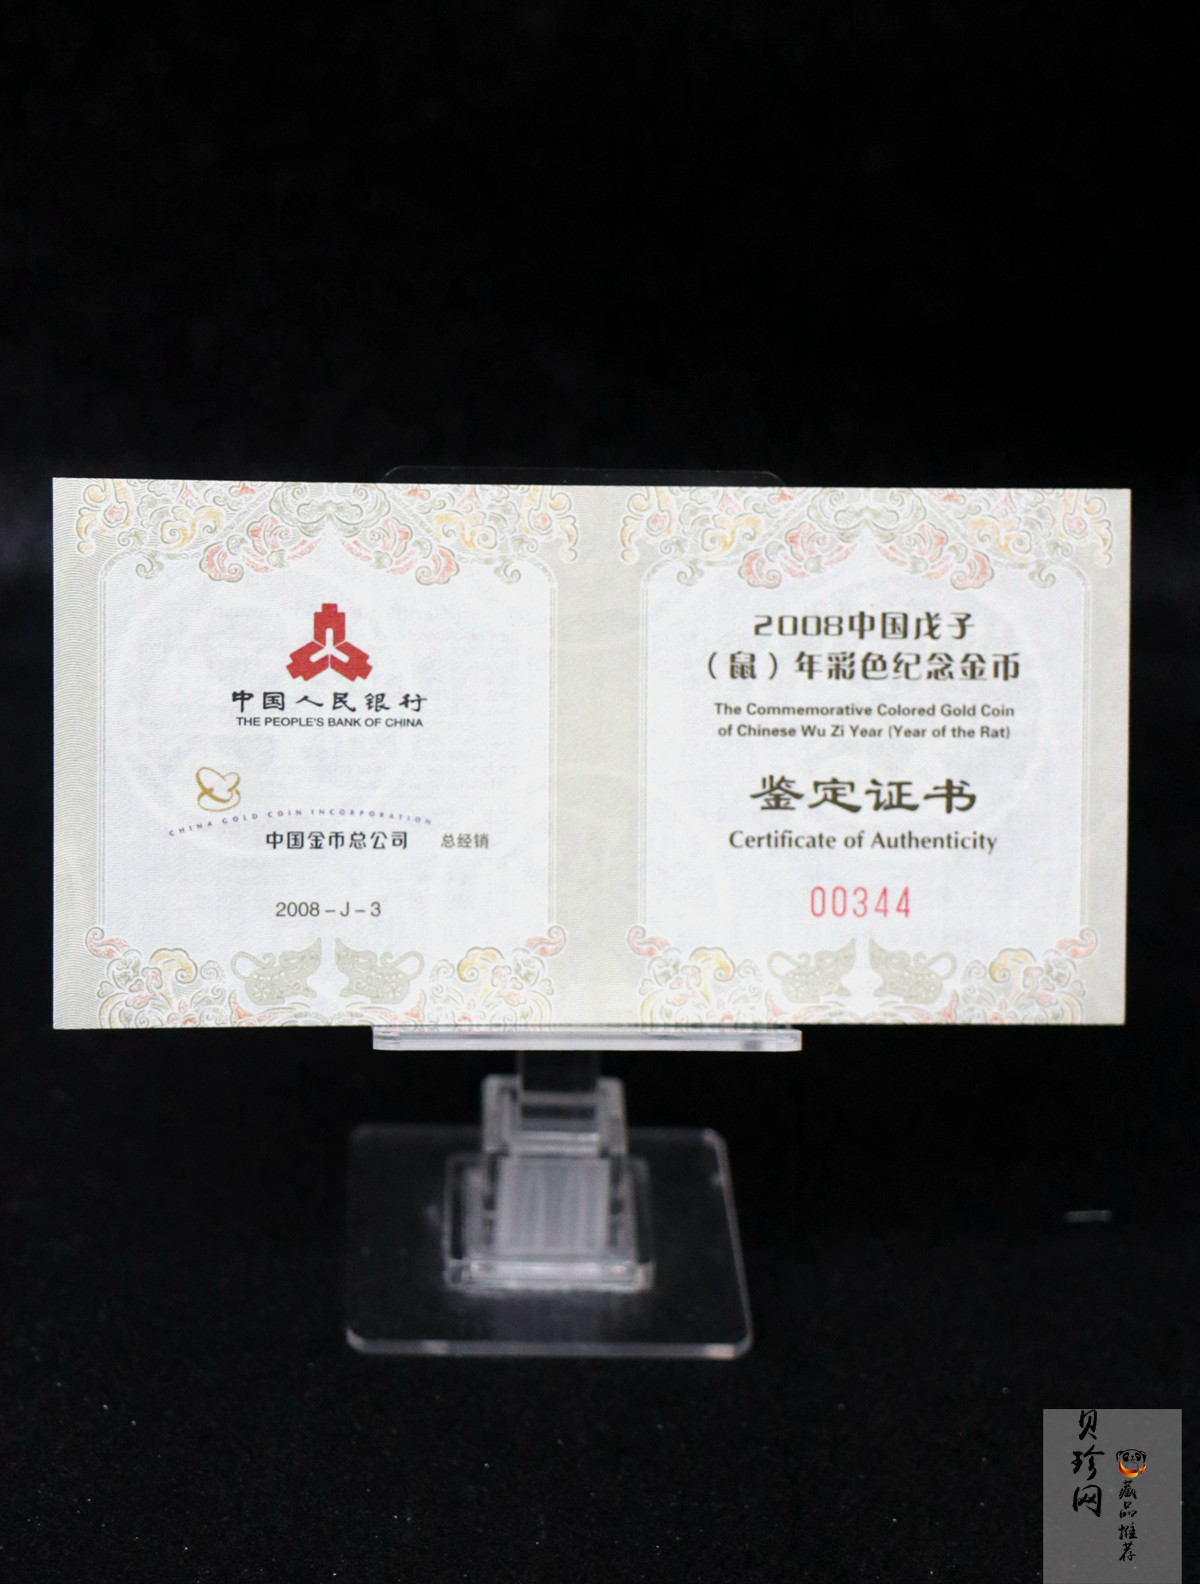 中国人民银行
THE PEOPLE'S BANK OF CHINA
CHINA GOLD COIN INCORPORATION
中国金币总公司 总经销
2008-J-3
2008中国戊子
（鼠）年彩色纪念金币
The Commemorative Colored Gold Coin
of Chinese Wu Zi Year (Year of the Rat)
鉴定证书
Certificate of Authenticity
00344
贝珍网
藏品推荐